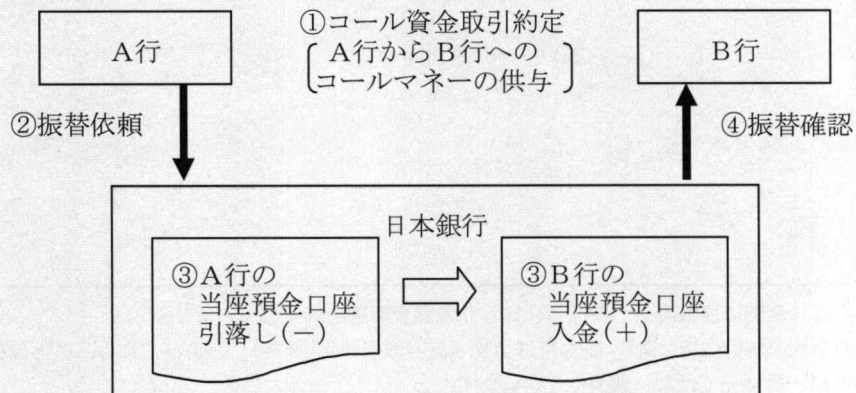 ①コール資金取引約定
A行からB行への
コールマネーの供与
A行
B行
②振替依頼
④振替確認
日本銀行
③A行の
当座預金口座
引落し(−)
③B行の
当座預金口座
入金(+)